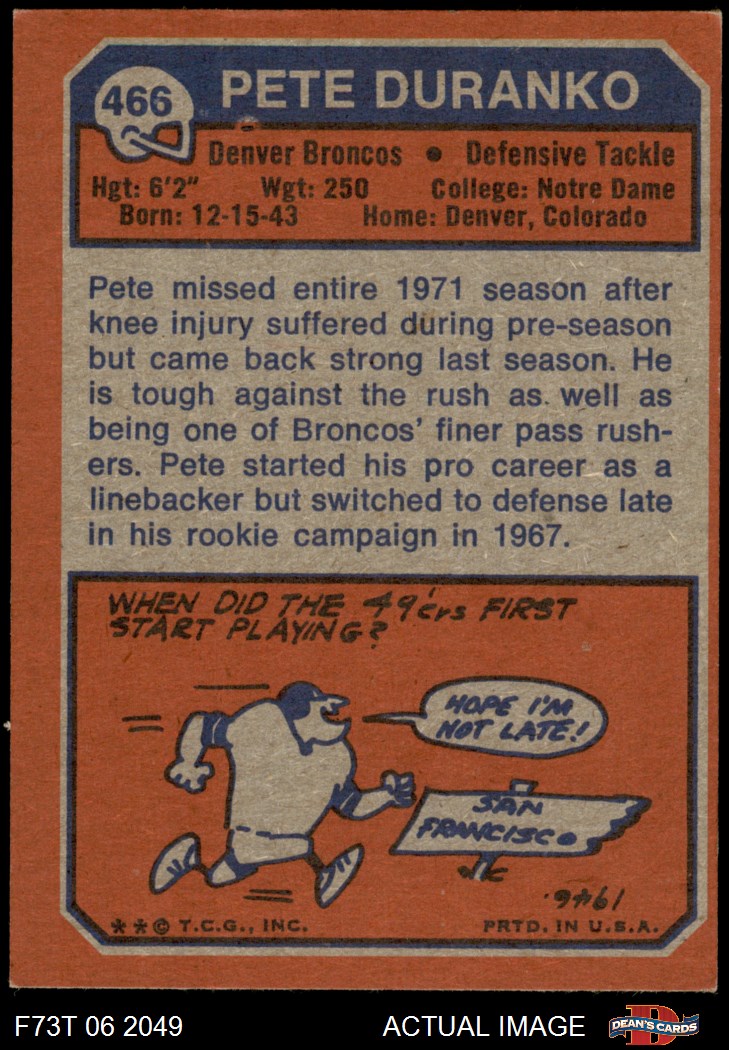 466
PETE DURANKO
Denver Broncos • Defensive Tackle
Hgt: 6'2" Wgt: 250 College: Notre Dame
Born: 12-15-43 Home: Denver, Colorado
Pete missed entire 1971 season after
knee injury suffered during pre-season
but came back strong last season. He
is tough against the rush as well as
being one of Broncos' finer pass rush-
ers. Pete started his pro career as a
linebacker but switched to defense late
in his rookie campaign in 1967.
WHEN DID THE 49'ers FIRST
START PLAYING?
HOPE I'M
NOT LATE!
SAN
FRANCISCO
1946.
**© T.C.G., INC. PRTD. IN U.S.A.
F73T 06 2049 ACTUAL IMAGE
D
DEAN'S CARDS